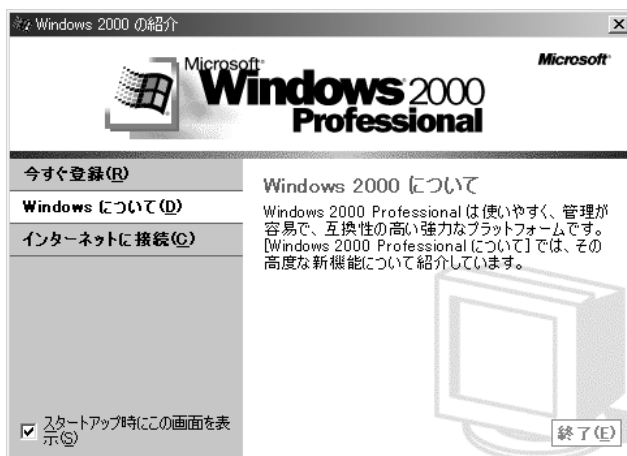 Windows 2000 の紹介
Microsoft
Microsoft
Windows 2000
Professional
今すぐ登録(R)
Windows について(D)
インターネットに接続(C)
Windows 2000 について
Windows 2000 Professional は使いやすく、管理が
容易で、互換性の高い強力なプラットフォームです。
[Windows 2000 Professional について] では、その
高度な新機能について紹介しています。
スタートアップ時にこの画面を表
示(S)
終了(E)